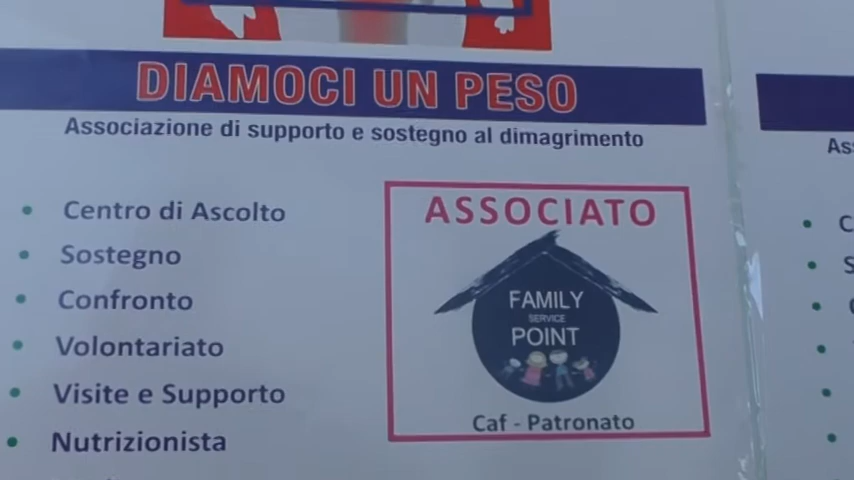 DIAMOCI UN PESO
Associazione di supporto e sostegno al dimagrimento
Centro di Ascolto
Sostegno
Confronto
Volontariato
Visite e Supporto
Nutrizionista
ASSOCIATO
FAMILY
SERVICE
POINT
Caf - Patronato
As
C
S